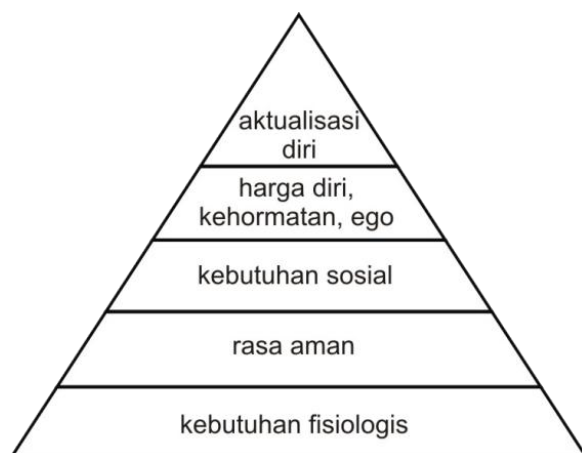 aktualisasi
diri
harga diri,
kehormatan, ego
kebutuhan sosial
rasa aman
kebutuhan fisiologis